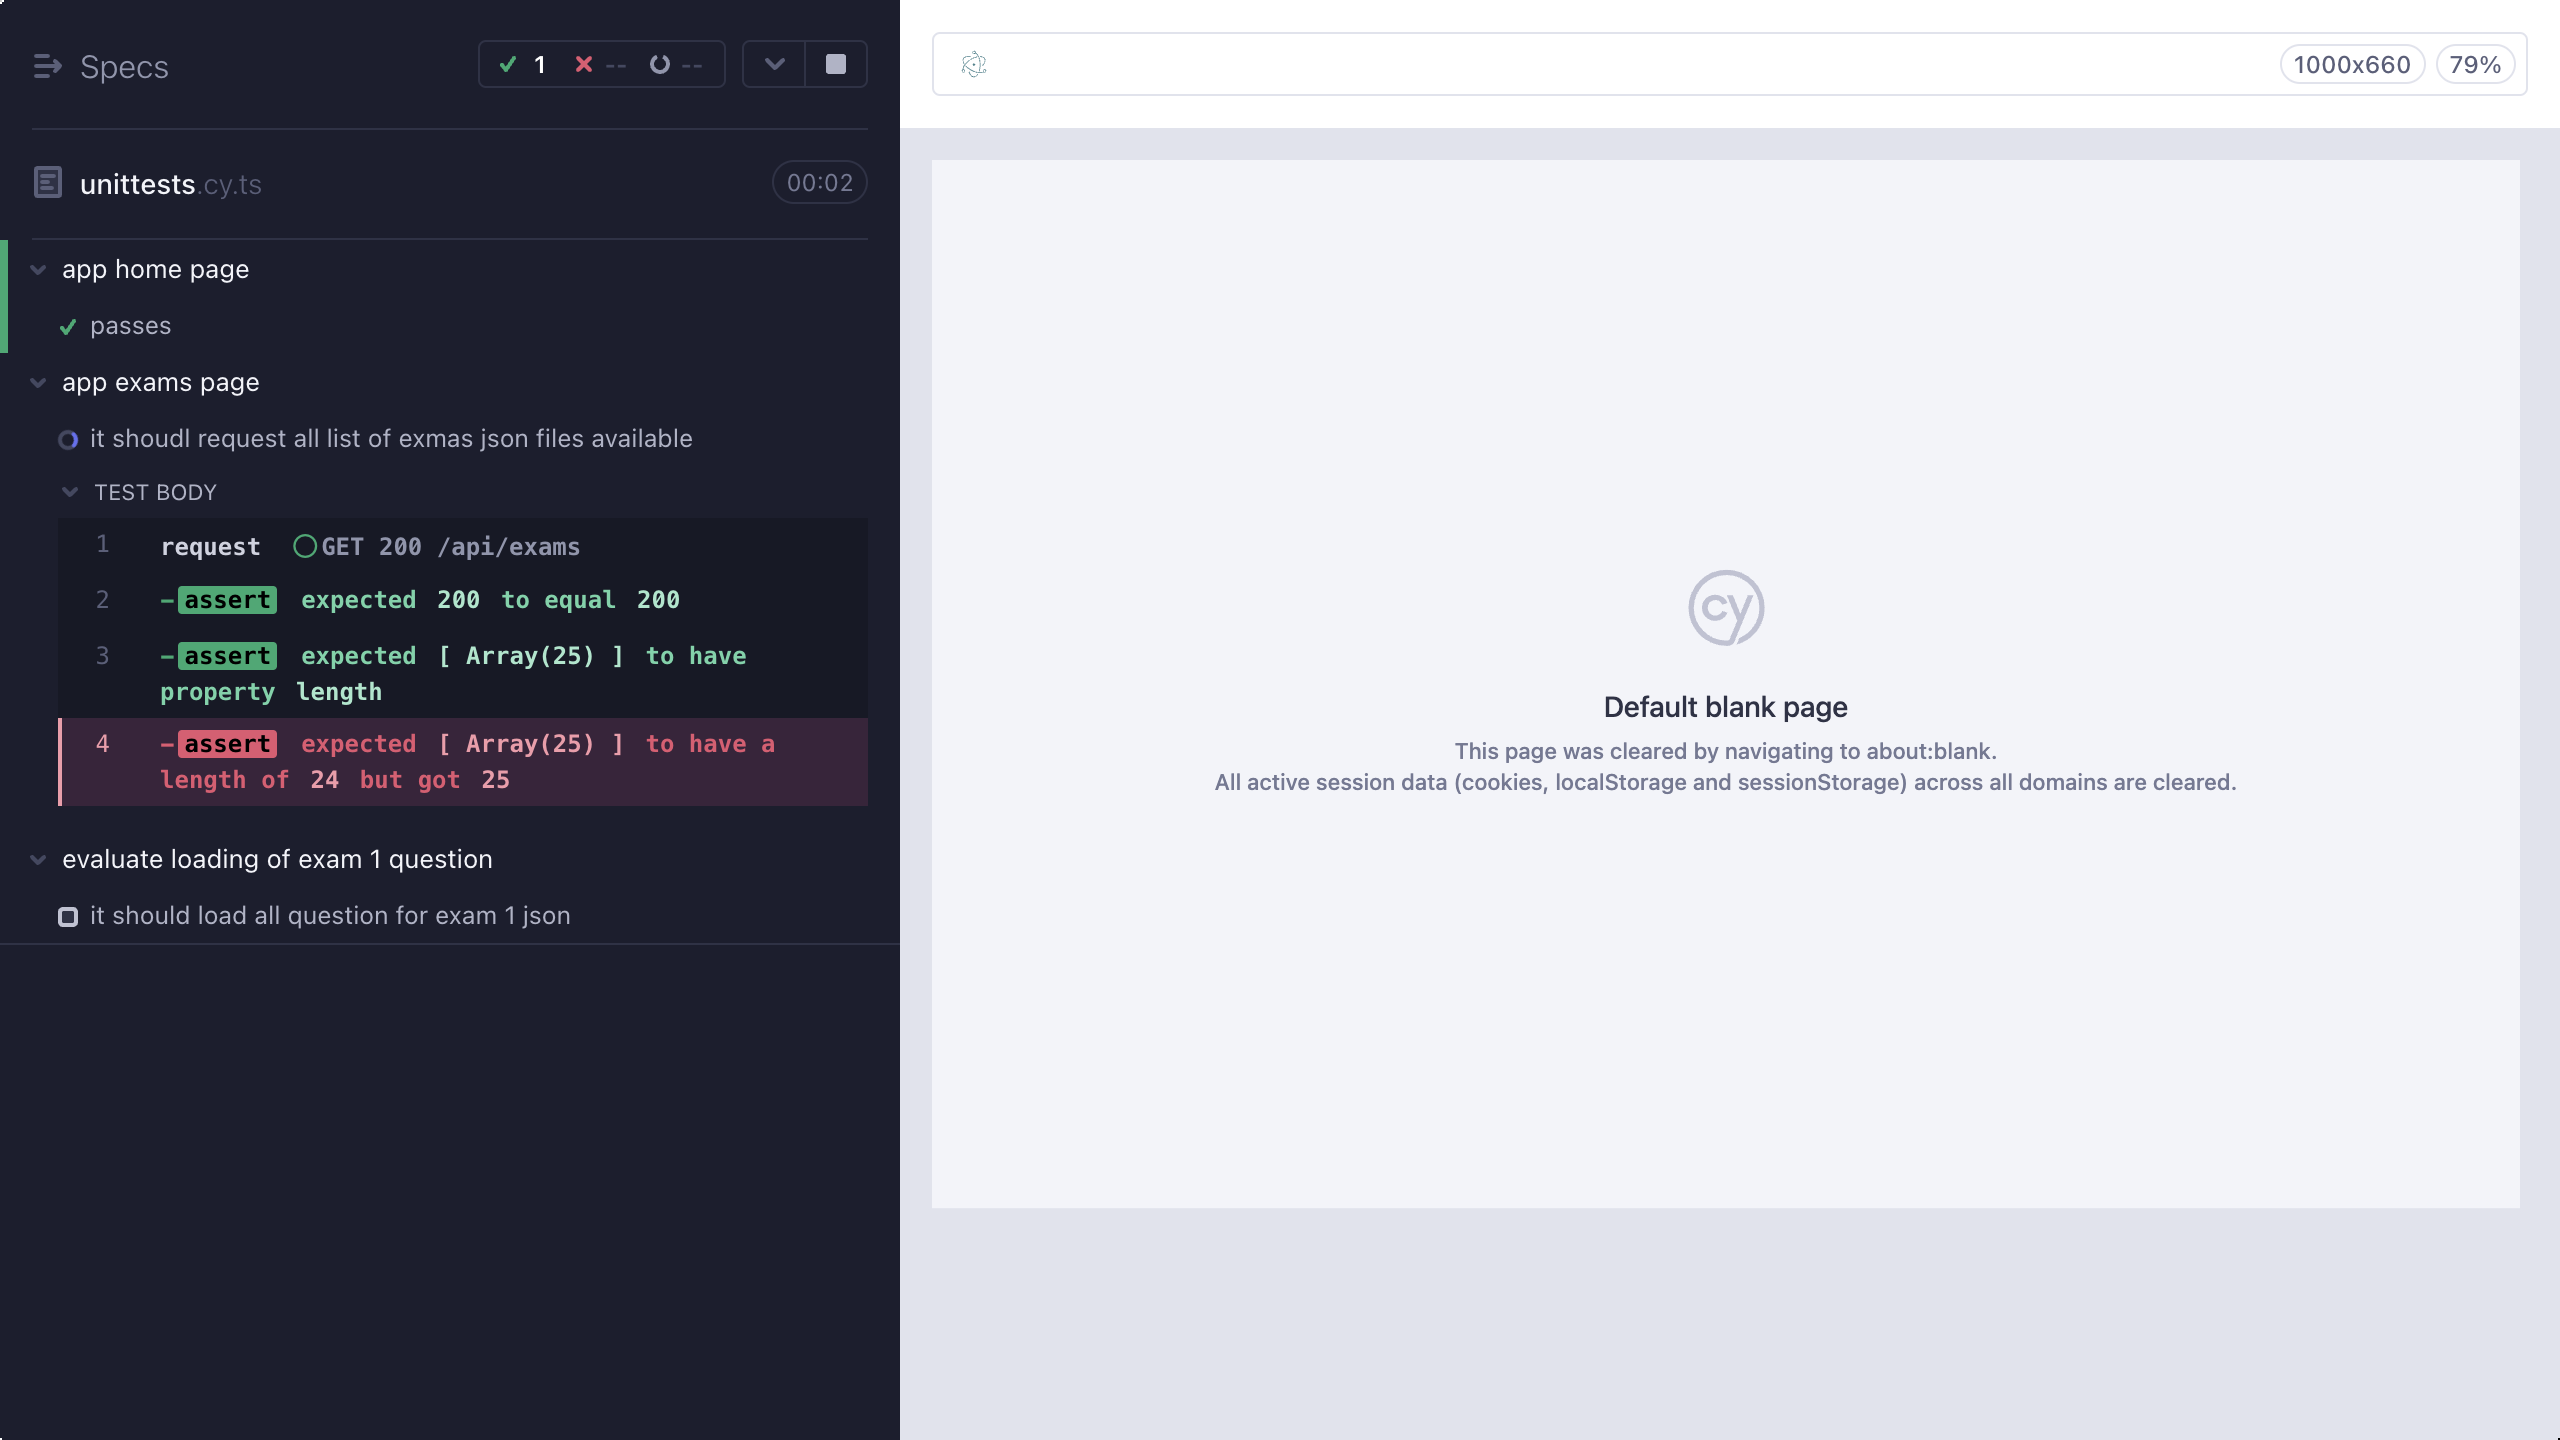 Specs
1 -- --
unittests.cy.ts
00:02
app home page
passes
app exams page
it shoudl request all list of exmas json files available
TEST BODY
1 request GET 200 /api/exams
2 -assert expected 200 to equal 200
3 -assert expected [ Array(25) ] to have
property length
4 -assert expected [ Array(25) ] to have a
length of 24 but got 25
evaluate loading of exam 1 question
it should load all question for exam 1 json
1000x660
79%
cy
Default blank page
This page was cleared by navigating to about:blank.
All active session data (cookies, localStorage and sessionStorage) across all domains are cleared.